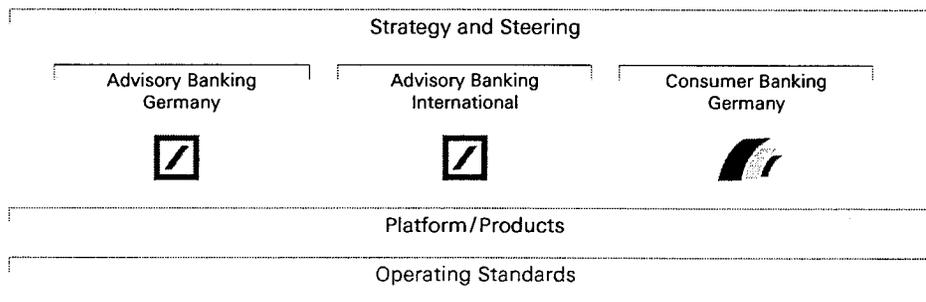 Strategy and Steering
Advisory Banking
Germany
Advisory Banking
International
Consumer Banking
Germany
Platform/Products
Operating Standards